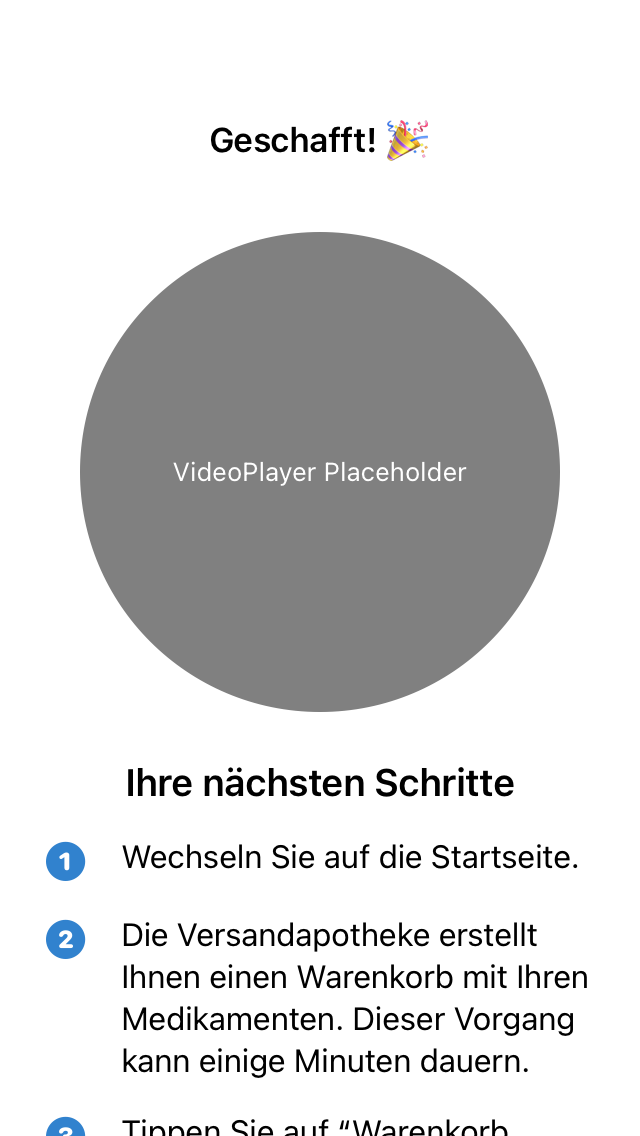 Geschafft! 🎉
VideoPlayer Placeholder
Ihre nächsten Schritte
1 Wechseln Sie auf die Startseite.
2 Die Versandapotheke erstellt
Ihnen einen Warenkorb mit Ihren
Medikamenten. Dieser Vorgang
kann einige Minuten dauern.
3 Tippen Sie auf “Warenkorb